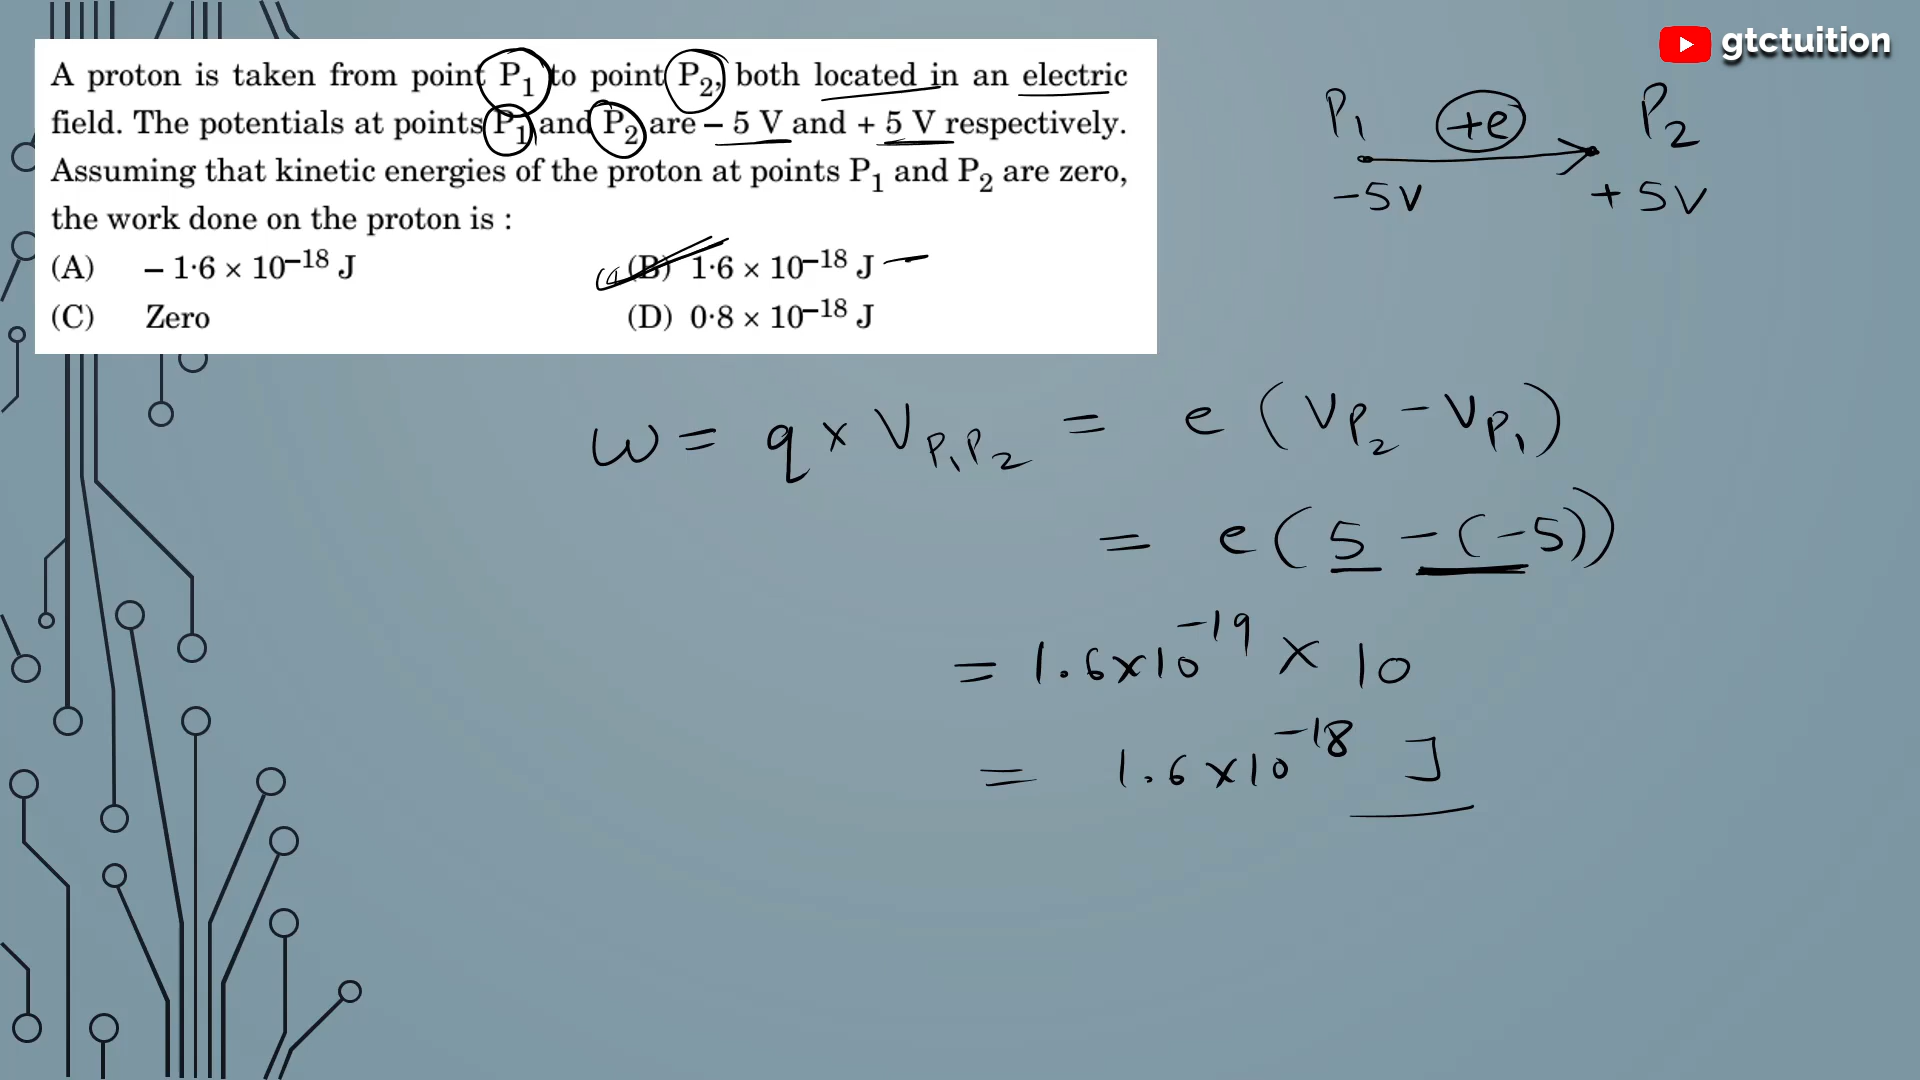 gtctuition
A proton is taken from point P₁ to point P₂, both located in an electric
field. The potentials at points P₁ and P₂ are – 5 V and + 5 V respectively.
Assuming that kinetic energies of the proton at points P₁ and P₂ are zero,
the work done on the proton is :
(A) – 1·6 × 10⁻¹⁸ J (B) 1·6 × 10⁻¹⁸ J
(C) Zero (D) 0·8 × 10⁻¹⁸ J
P₁ +e P₂
-5V +5V
W = q × V_P₁P₂ = e (V_P₂ - V_P₁)
= e (5 - (-5))
= 1.6×10⁻¹⁹ × 10
= 1.6×10⁻¹⁸ J